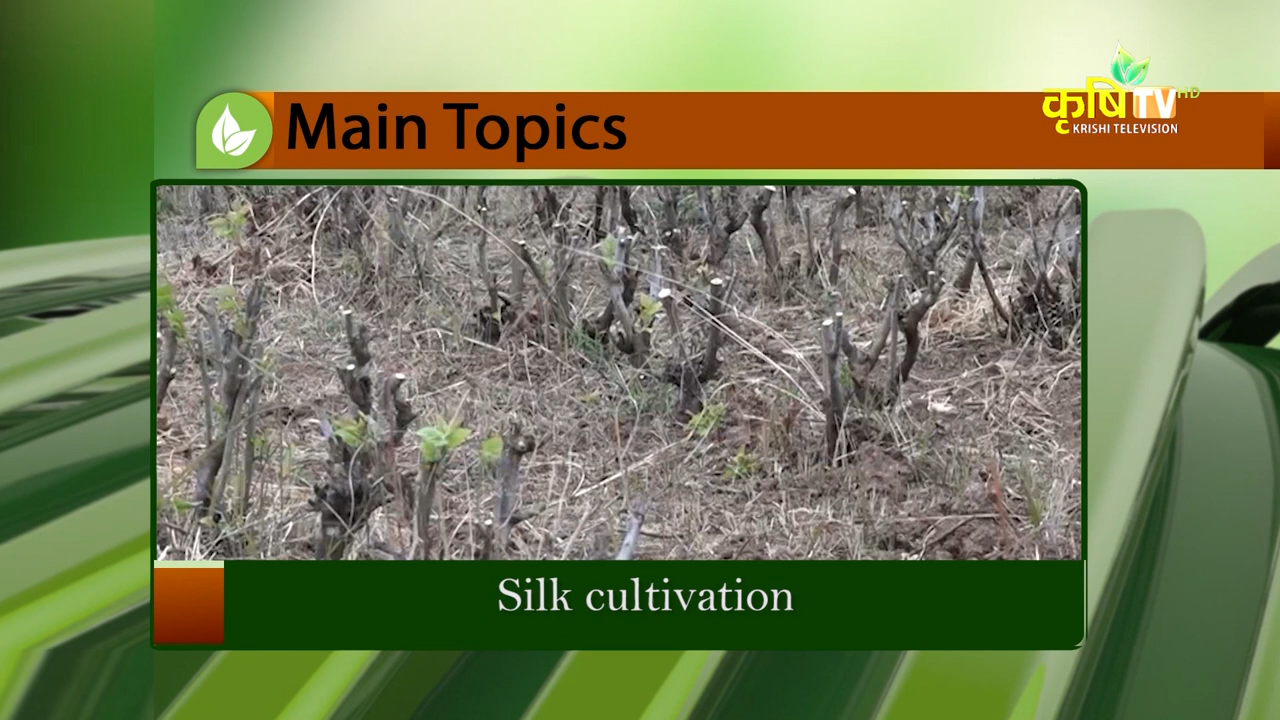 Main Topics
कृषि TV HD
KRISHI TELEVISION
Silk cultivation